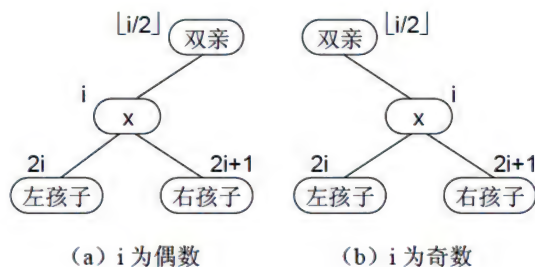 ⌊i/2⌋ 双亲 双亲 ⌊i/2⌋
i x x i
2i 2i+1 2i 2i+1
左孩子 右孩子 左孩子 右孩子
（a）i 为偶数 （b）i 为奇数